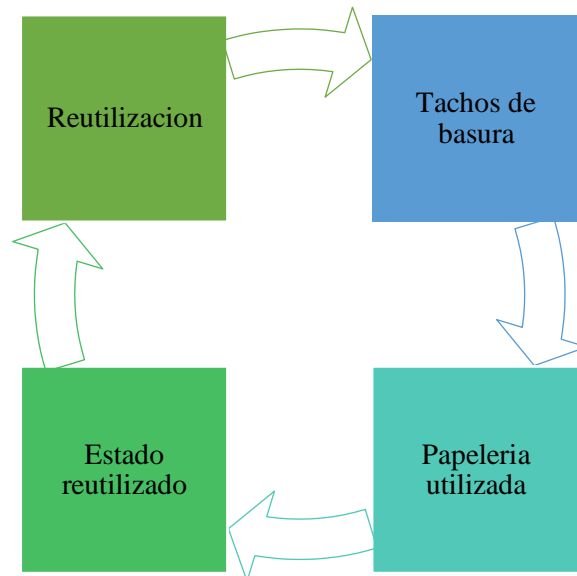 Reutilizacion
Tachos de
basura
Estado
reutilizado
Papeleria
utilizada